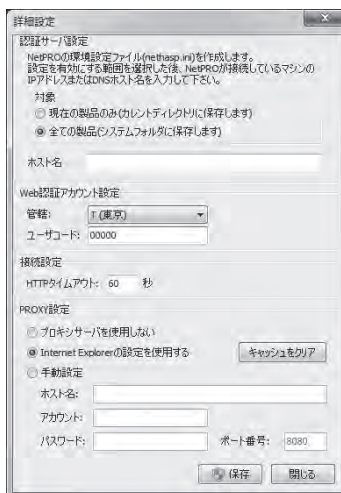 詳細設定
認証サーバ設定
NetPROの環境設定ファイル(nethasp.ini)を作成します。
設定を有効にする範囲を選択した後、NetPROが接続しているマシンの
IPアドレスまたはDNSホスト名を入力して下さい。
対象
現在の製品のみ(カレントディレクトリに保存します)
全ての製品(システムフォルダに保存します)
ホスト名
Web認証アカウント設定
管轄: T (東京)
ユーザコード: 00000
接続設定
HTTPタイムアウト: 60 秒
PROXY設定
プロキシサーバを使用しない
Internet Explorerの設定を使用する キャッシュをクリア
手動設定
ホスト名:
アカウント:
パスワード: ポート番号: 8080
保存 閉じる